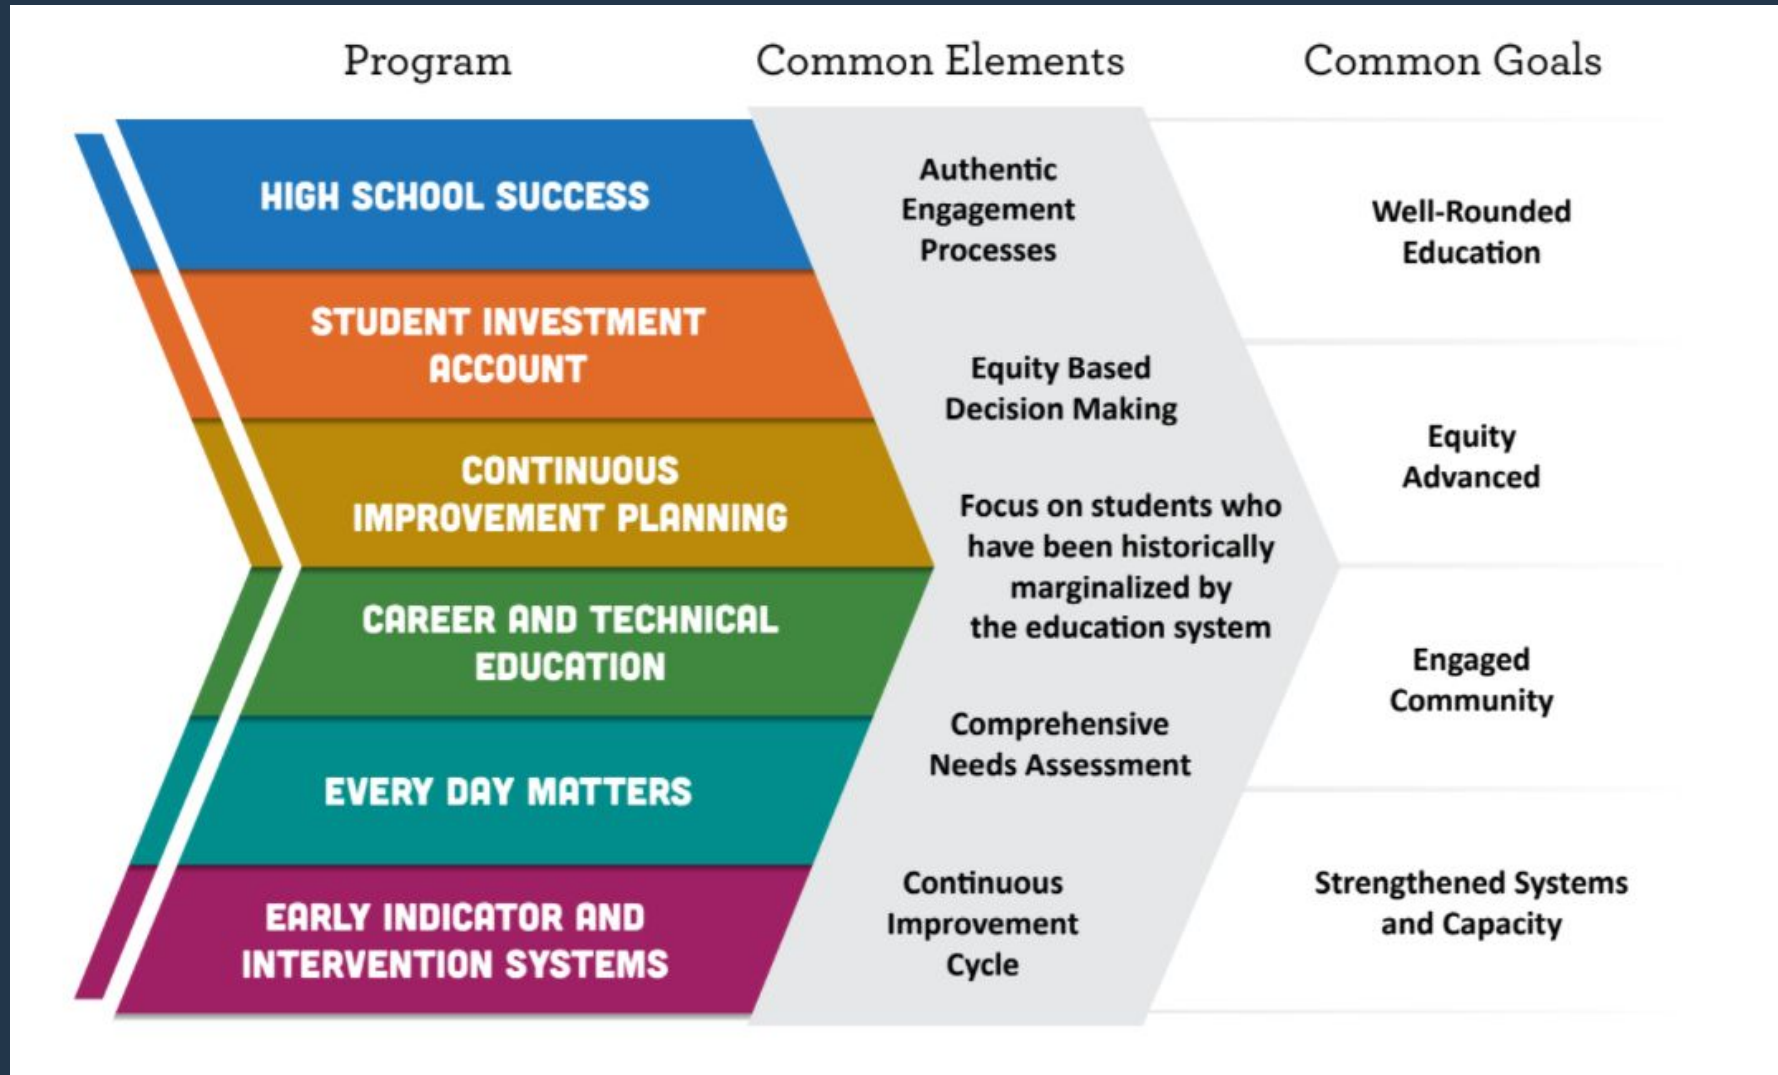 Program
Common Elements
Common Goals
HIGH SCHOOL SUCCESS
STUDENT INVESTMENT
ACCOUNT
CONTINUOUS
IMPROVEMENT PLANNING
CAREER AND TECHNICAL
EDUCATION
EVERY DAY MATTERS
EARLY INDICATOR AND
INTERVENTION SYSTEMS
Authentic
Engagement
Processes
Equity Based
Decision Making
Focus on students who
have been historically
marginalized by
the education system
Comprehensive
Needs Assessment
Continuous
Improvement
Cycle
Well-Rounded
Education
Equity
Advanced
Engaged
Community
Strengthened Systems
and Capacity